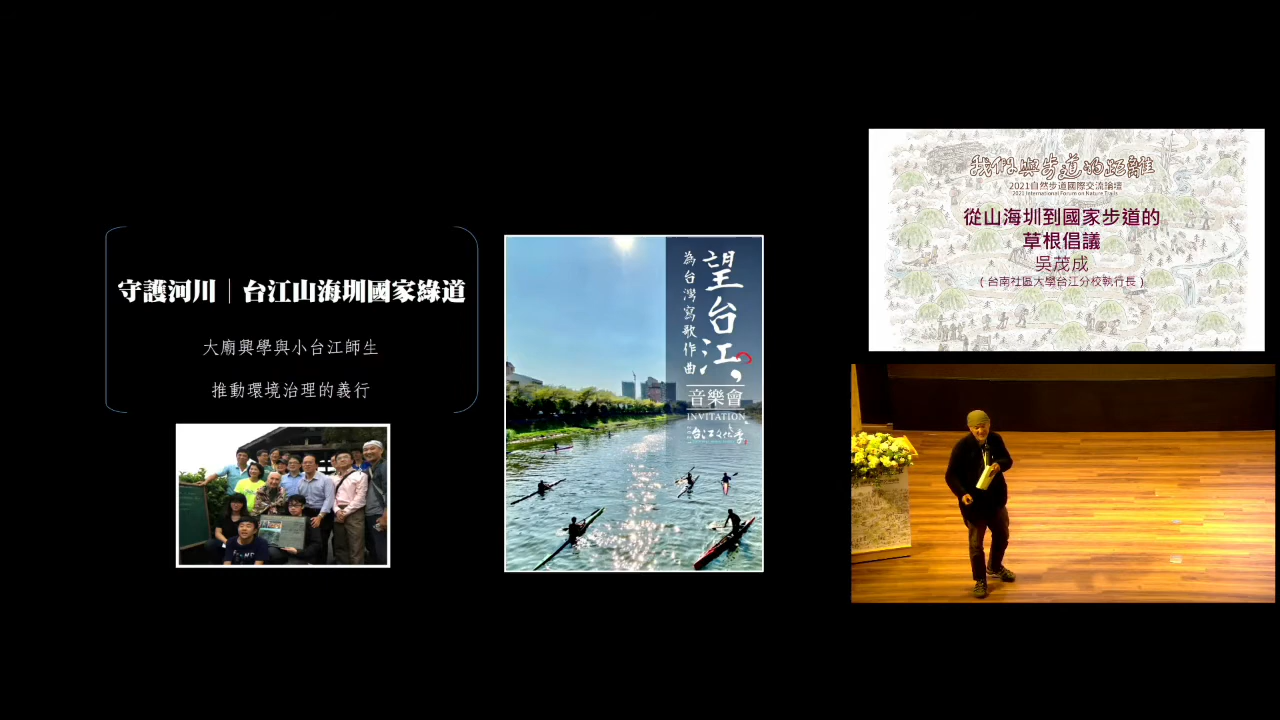 守護河川│台江山海圳國家綠道
大廟興學與小台江師生
推動環境治理的義行
望台江,
為台灣寫歌作曲
音樂會
INVITATION
台江文化季
我們與步道的距離
2021自然步道國際交流論壇
2021 International Forum on Nature Trails
從山海圳到國家步道的
草根倡議
吳茂成
(台南社區大學台江分校執行長)